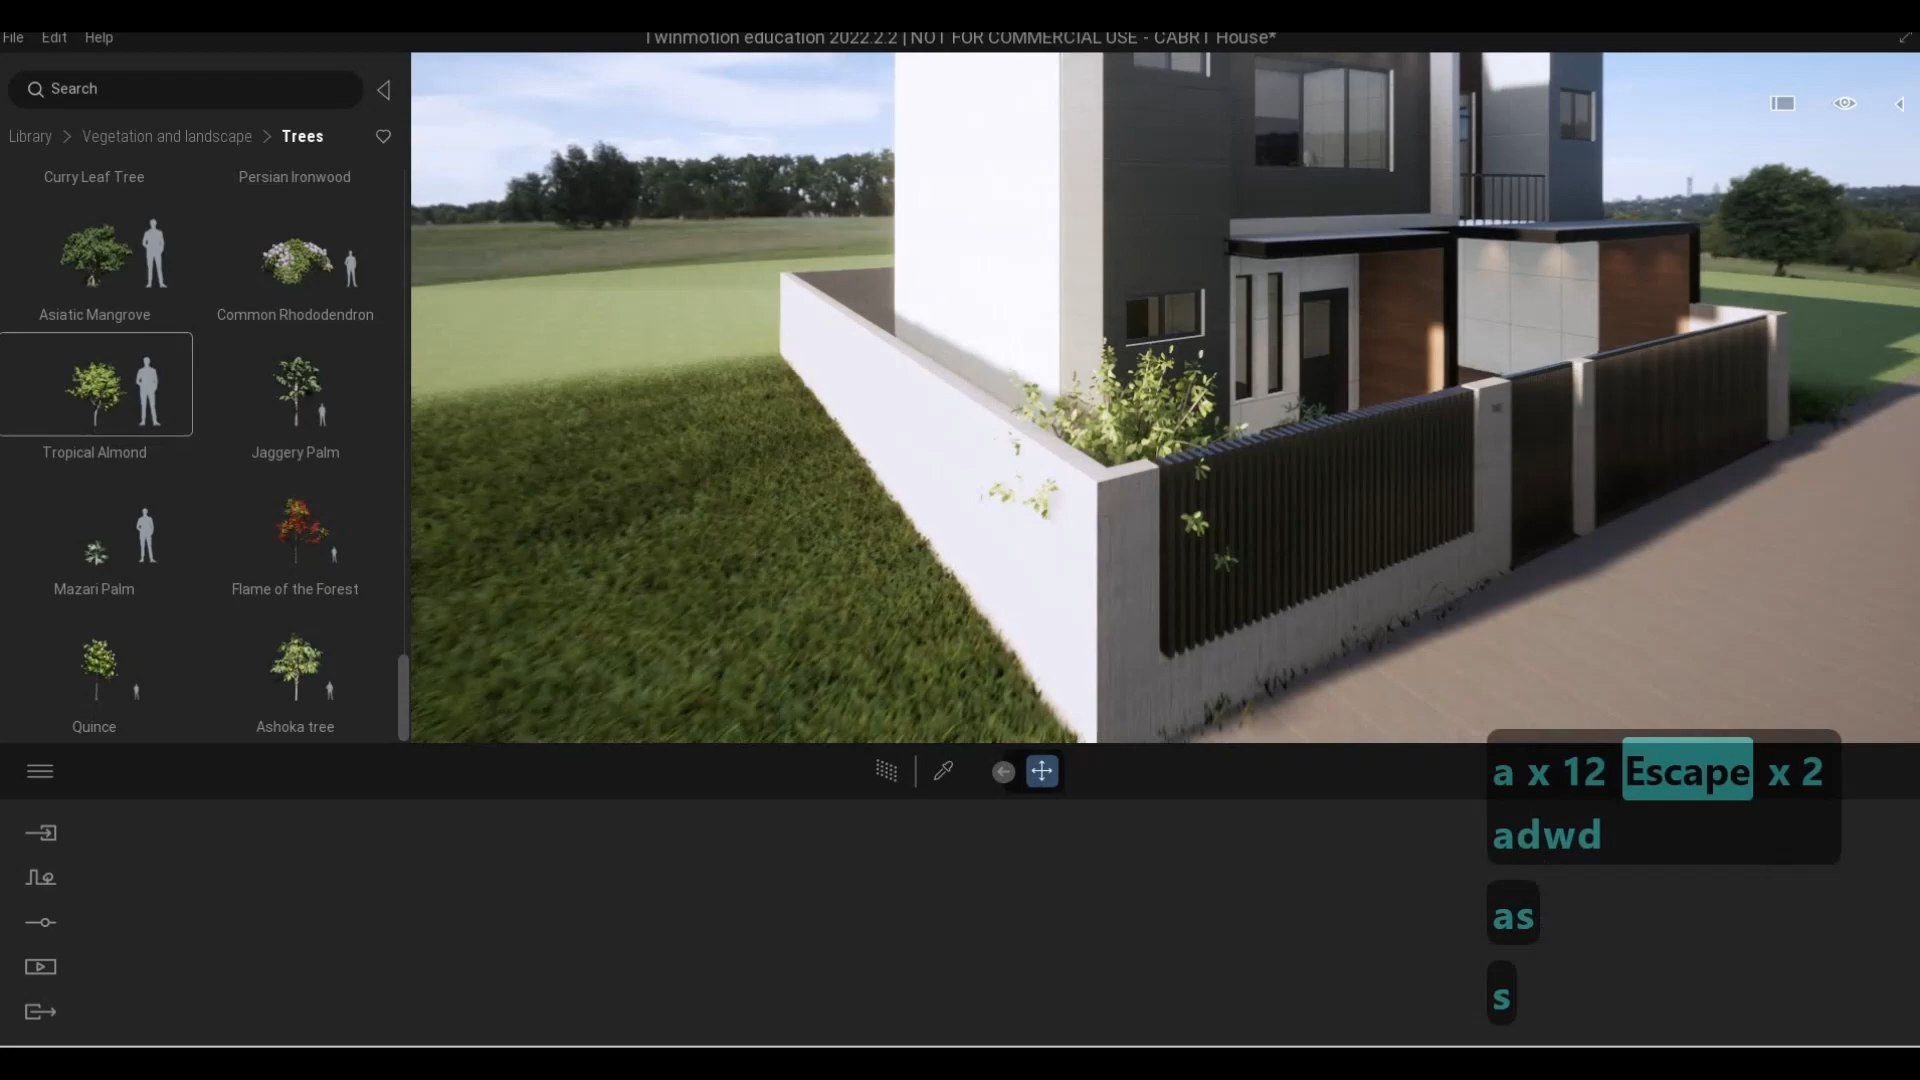 File Edit Help
Twinmotion education 2022.2.2 | NOT FOR COMMERCIAL USE - CABRT House*
Search
Library > Vegetation and landscape > Trees
Curry Leaf Tree Persian Ironwood
Asiatic Mangrove Common Rhododendron
Tropical Almond Jaggery Palm
Mazari Palm Flame of the Forest
Quince Ashoka tree
a x 12 Escape x 2
adwd
as
s